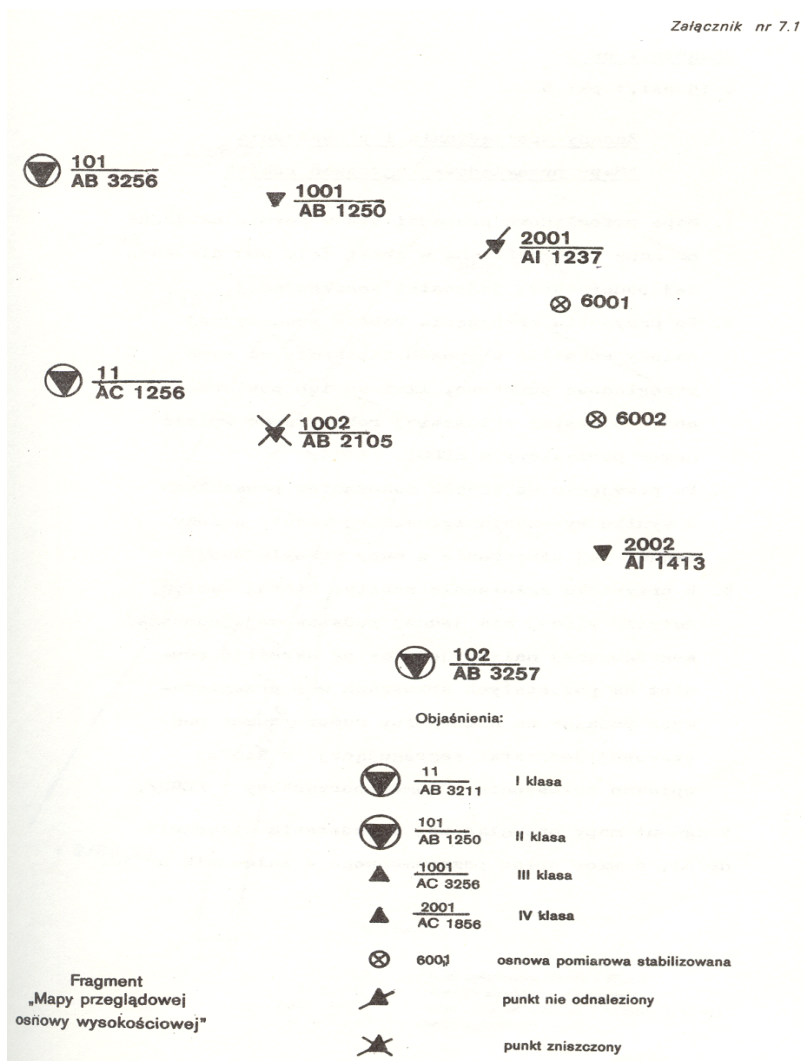 Załącznik nr 7.1
101
AB 3256
1001
AB 1250
2001
AI 1237
6001
11
AC 1256
1002
AB 2105
6002
2002
AI 1413
102
AB 3257
Objaśnienia:
11
AB 3211
I klasa
101
AB 1250
II klasa
1001
AC 3256
III klasa
2001
AC 1856
IV klasa
6001
osnowa pomiarowa stabilizowana
punkt nie odnaleziony
punkt zniszczony
Fragment
„Mapy przeglądowej
osnowy wysokościowej"